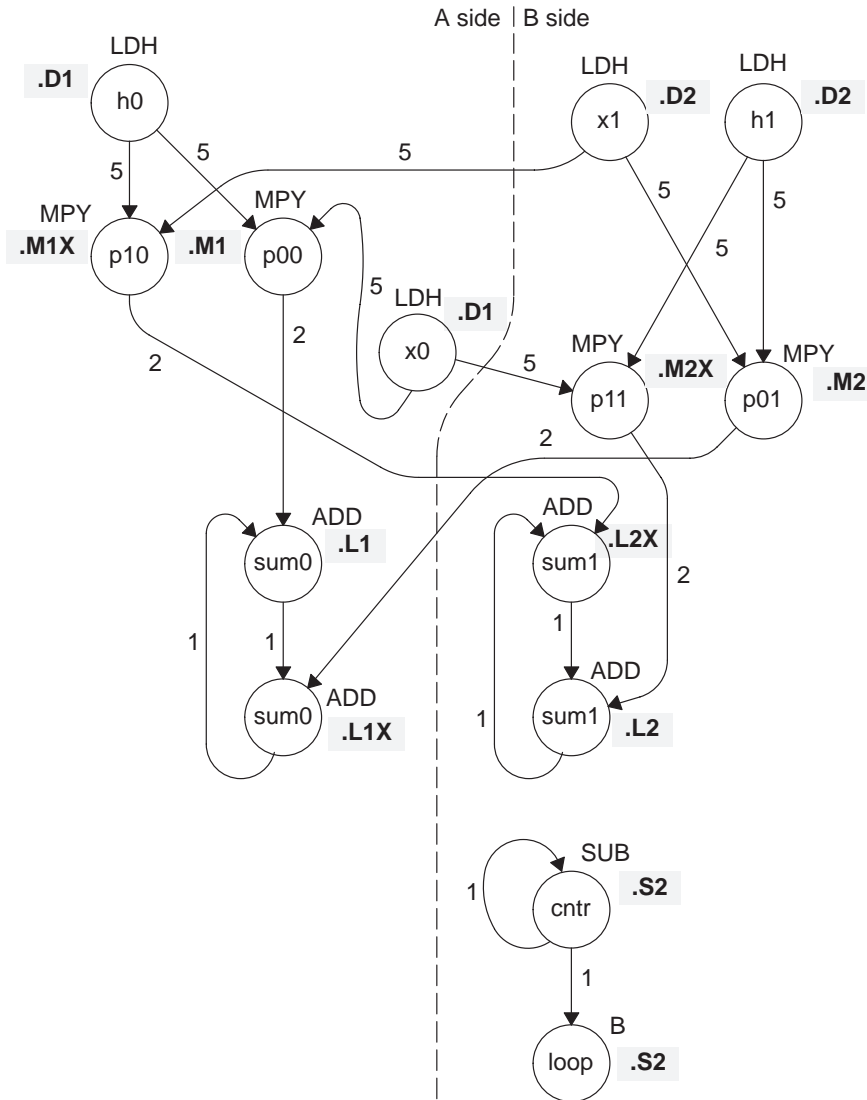 A side B side
LDH
.D1
h0
LDH
.D2
x1
LDH
.D2
h1
5
5
5
5
5
5
MPY
.M1X
p10
MPY
.M1
p00
5
LDH
.D1
x0
5
2
2
MPY
.M2X
p11
MPY
.M2
p01
2
2
ADD
.L1
sum0
ADD
.L2X
sum1
1
1
1
1
ADD
.L1X
sum0
ADD
.L2
sum1
SUB
.S2
cntr
1
1
B
.S2
loop